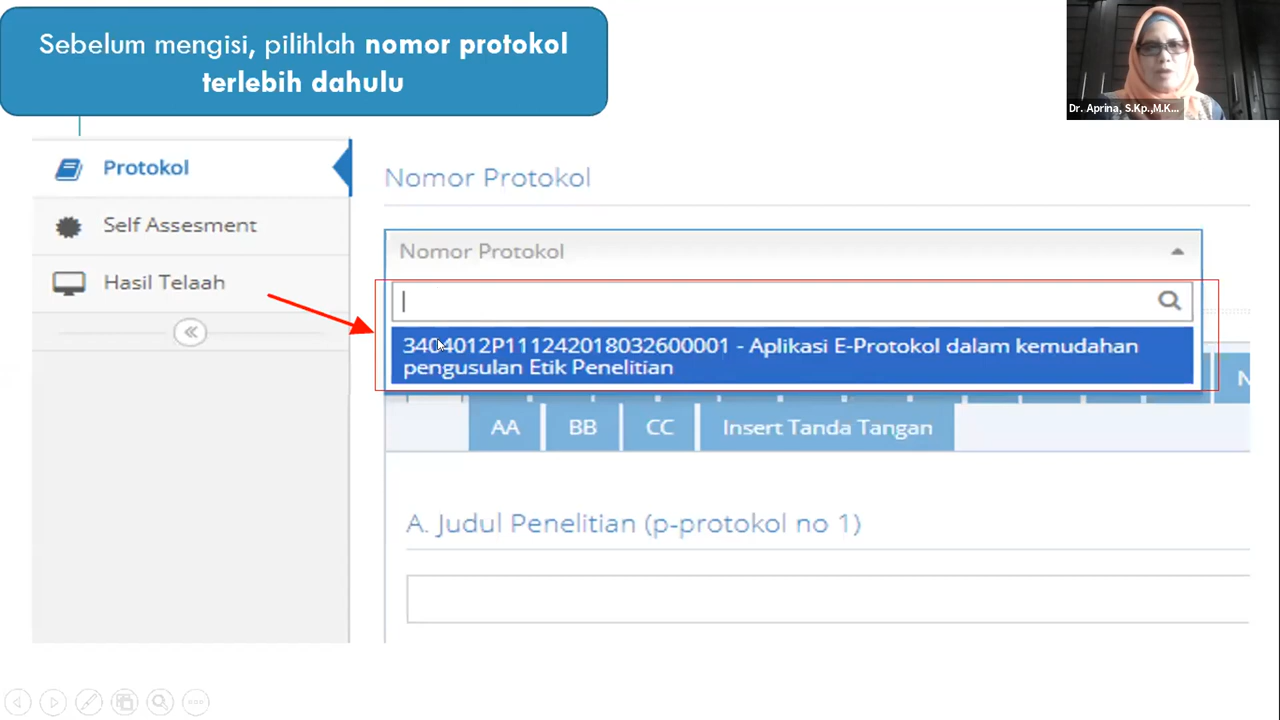 Sebelum mengisi, pilihlah nomor protokol
terlebih dahulu
Dr. Aprina, S.Kp.,M.K...
Protokol
Self Assesment
Hasil Telaah
Nomor Protokol
Nomor Protokol
3404012P111242018032600001 - Aplikasi E-Protokol dalam kemudahan
pengusulan Etik Penelitian
N
AA BB CC Insert Tanda Tangan
A. Judul Penelitian (p-protokol no 1)